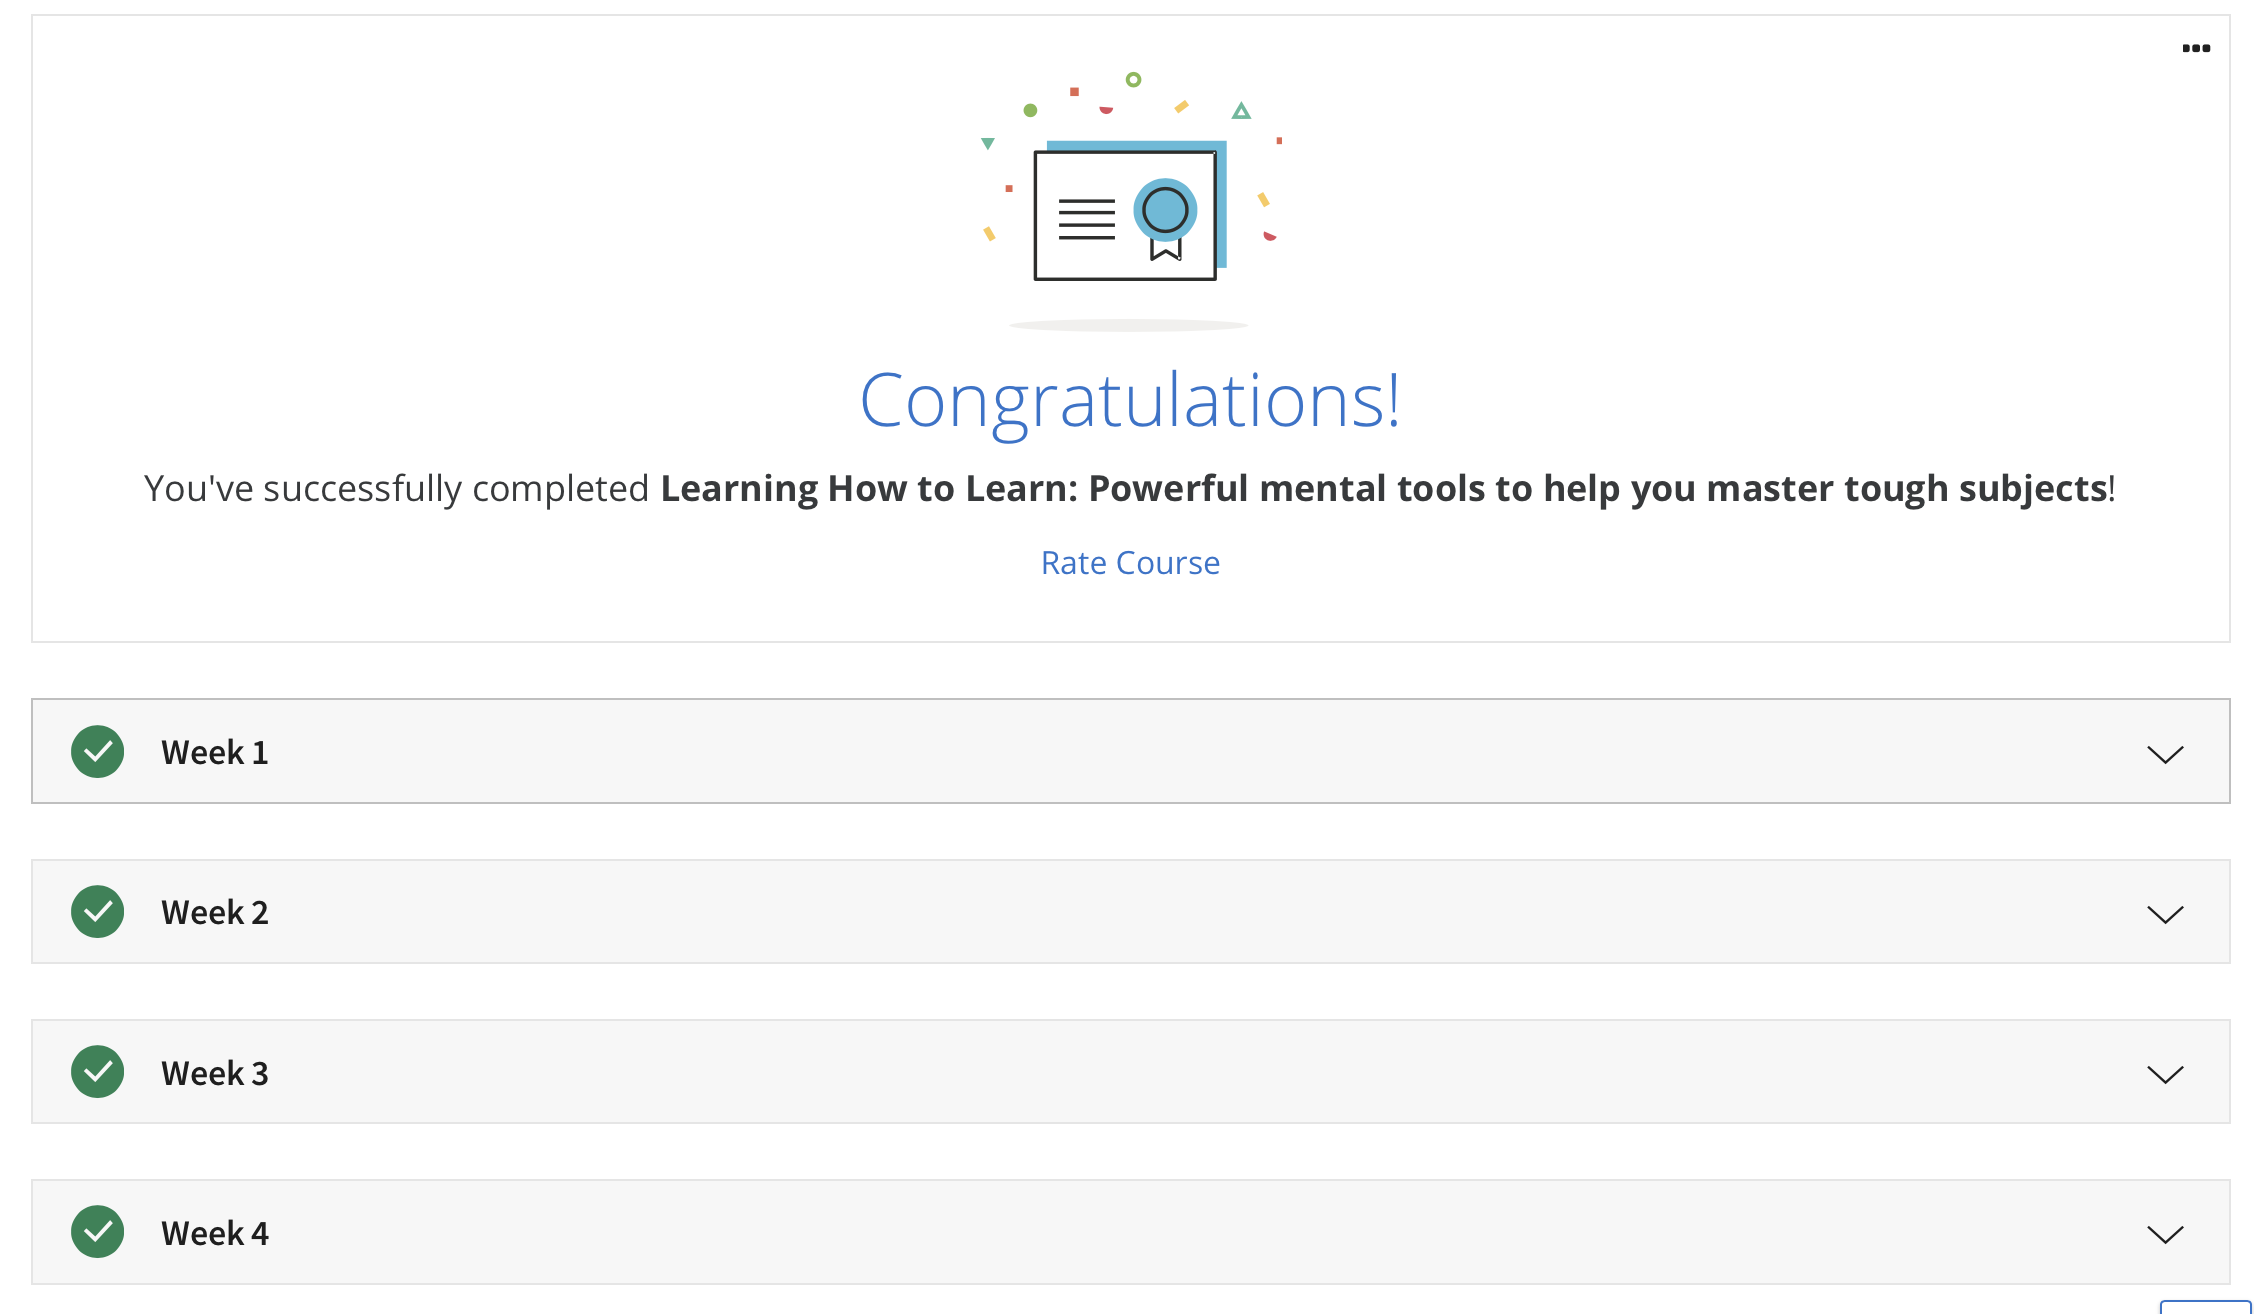 Congratulations!
You've successfully completed Learning How to Learn: Powerful mental tools to help you master tough subjects!
Rate Course
Week 1
Week 2
Week 3
Week 4